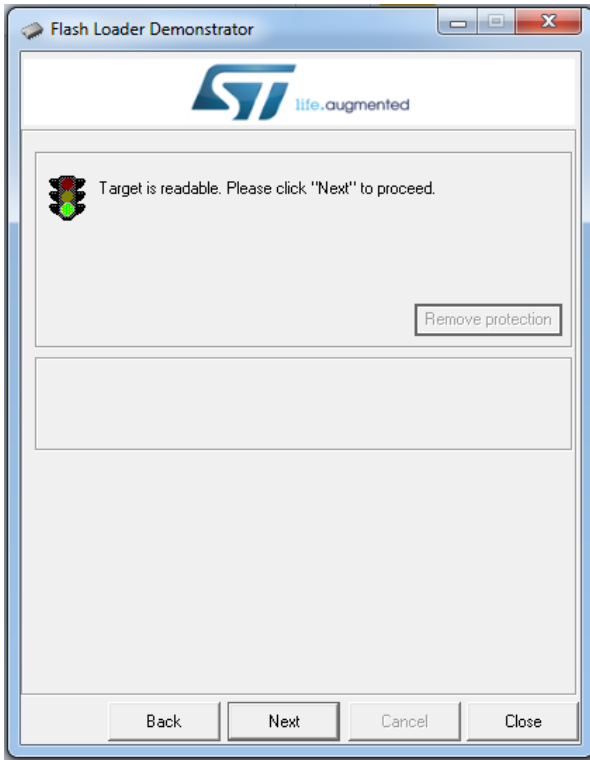 Flash Loader Demonstrator
ST life.augmented
Target is readable. Please click "Next" to proceed.
Remove protection
Back Next Cancel Close